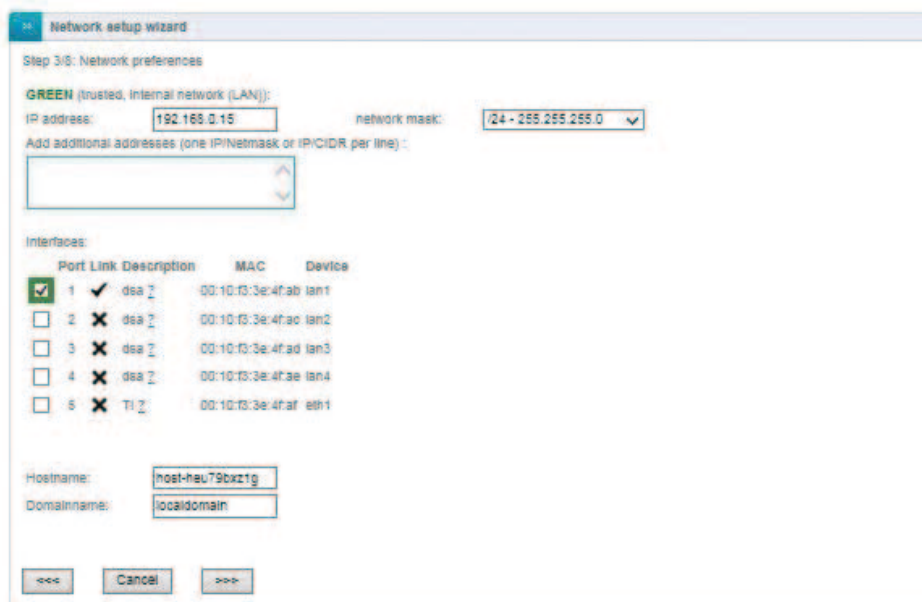 >> Network setup wizard
Step 3/8: Network preferences
GREEN (trusted, internal network (LAN)):
IP address: 192.168.0.15 network mask: /24 - 255.255.255.0
Add additional addresses (one IP/Netmask or IP/CIDR per line) :
Interfaces:
Port Link Description MAC Device
1 dsa ? 00:10:f3:3e:4f:ab lan1
2 dsa ? 00:10:f3:3e:4f:ac lan2
3 dsa ? 00:10:f3:3e:4f:ad lan3
4 dsa ? 00:10:f3:3e:4f:ae lan4
5 TI ? 00:10:f3:3e:4f:af eth1
Hostname: host-heu79bxz1g
Domainname: localdomain
<<< Cancel >>>